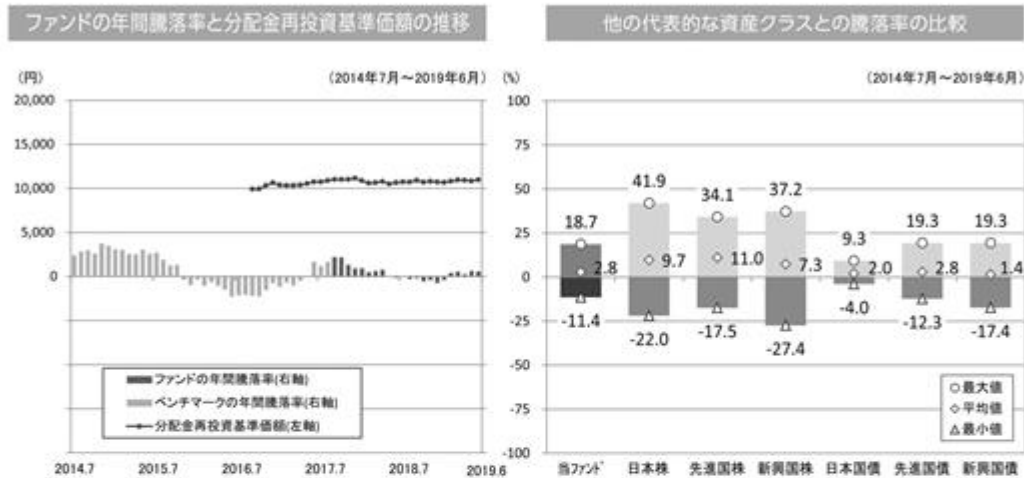 ファンドの年間騰落率と分配金再投資基準価額の推移
(円)
(2014年7月～2019年6月)
20,000
15,000
10,000
5,000
0
ファンドの年間騰落率(右軸)
ベンチマークの年間騰落率(右軸)
分配金再投資基準価額(左軸)
2014.7 2015.7 2016.7 2017.7 2018.7 2019.6
他の代表的な資産クラスとの騰落率の比較
(%)
(2014年7月～2019年6月)
100
75
50
25
0
-25
-50
-75
-100
41.9 34.1 37.2
18.7 9.3 19.3 19.3
2.8 9.7 11.0 7.3 2.0 2.8 1.4
-11.4 -22.0 -17.5 -27.4 -4.0 -12.3 -17.4
最大値
平均値
最小値
当ファンド 日本株 先進国株 新興国株 日本国債 先進国債 新興国債